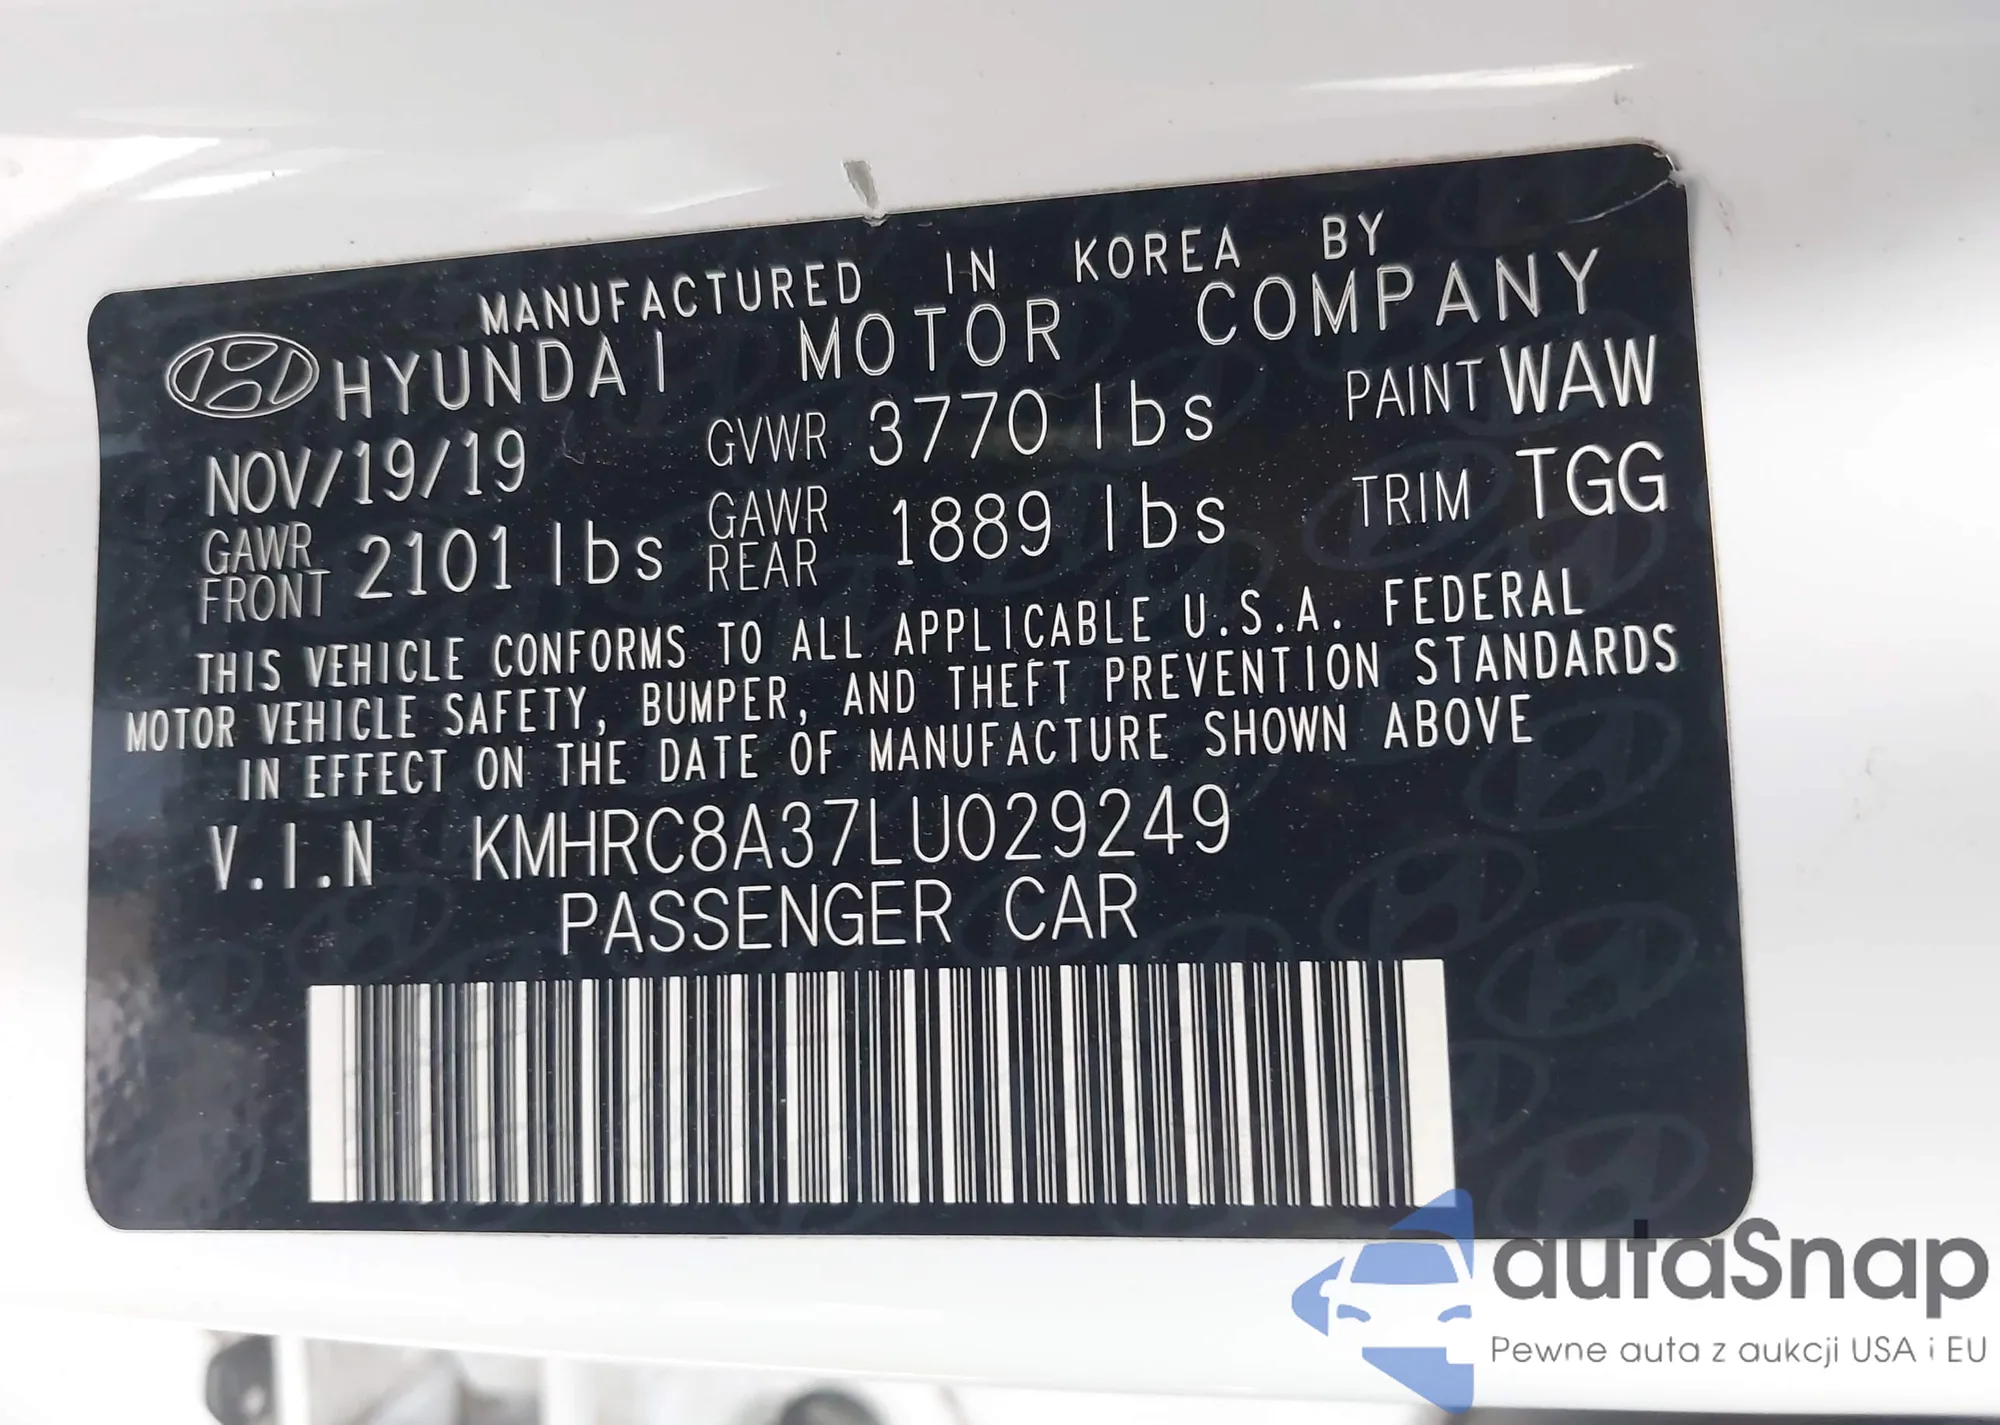 MANUFACTURED IN KOREA BY
HYUNDAI MOTOR COMPANY
NOV/19/19 GVWR 3770 lbs PAINT WAW
GAWR FRONT 2101 lbs GAWR REAR 1889 lbs TRIM TGG
THIS VEHICLE CONFORMS TO ALL APPLICABLE U.S.A. FEDERAL
MOTOR VEHICLE SAFETY, BUMPER, AND THEFT PREVENTION STANDARDS
IN EFFECT ON THE DATE OF MANUFACTURE SHOWN ABOVE
V.I.N KMHRC8A37LU029249
PASSENGER CAR
autaSnap
Pewne auta z aukcji USA i EU